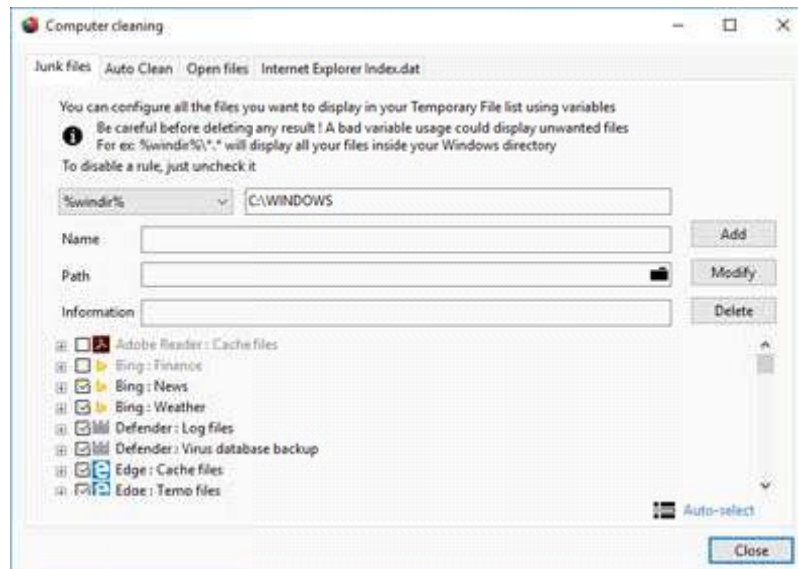 Computer cleaning
Junk files Auto Clean Open files Internet Explorer Index.dat
You can configure all the files you want to display in your Temporary File list using variables
Be careful before deleting any result ! A bad variable usage could display unwanted files
For ex: %windir%\*.* will display all your files inside your Windows directory
To disable a rule, just uncheck it
%windir% C:\WINDOWS
Name Add
Path Modify
Information Delete
Adobe Reader : Cache files
Bing : Finance
Bing : News
Bing : Weather
Defender : Log files
Defender : Virus database backup
Edge : Cache files
Edge : Temp files
Auto-select
Close